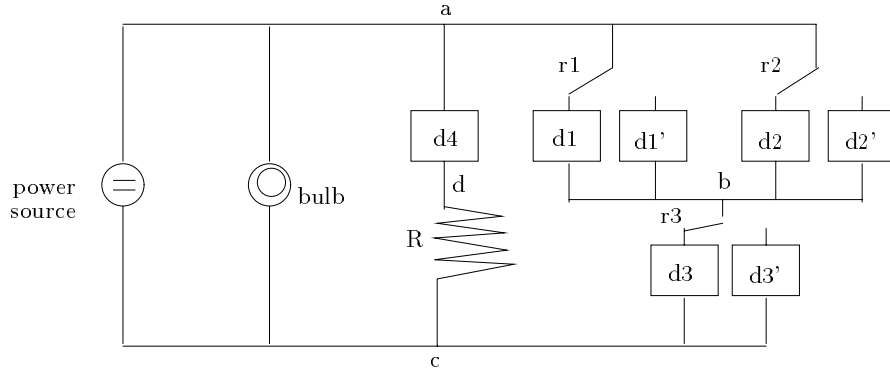 a
r1
r2
d4
d1
d1'
d2
d2'
power
source
bulb
d
b
r3
R
d3
d3'
c